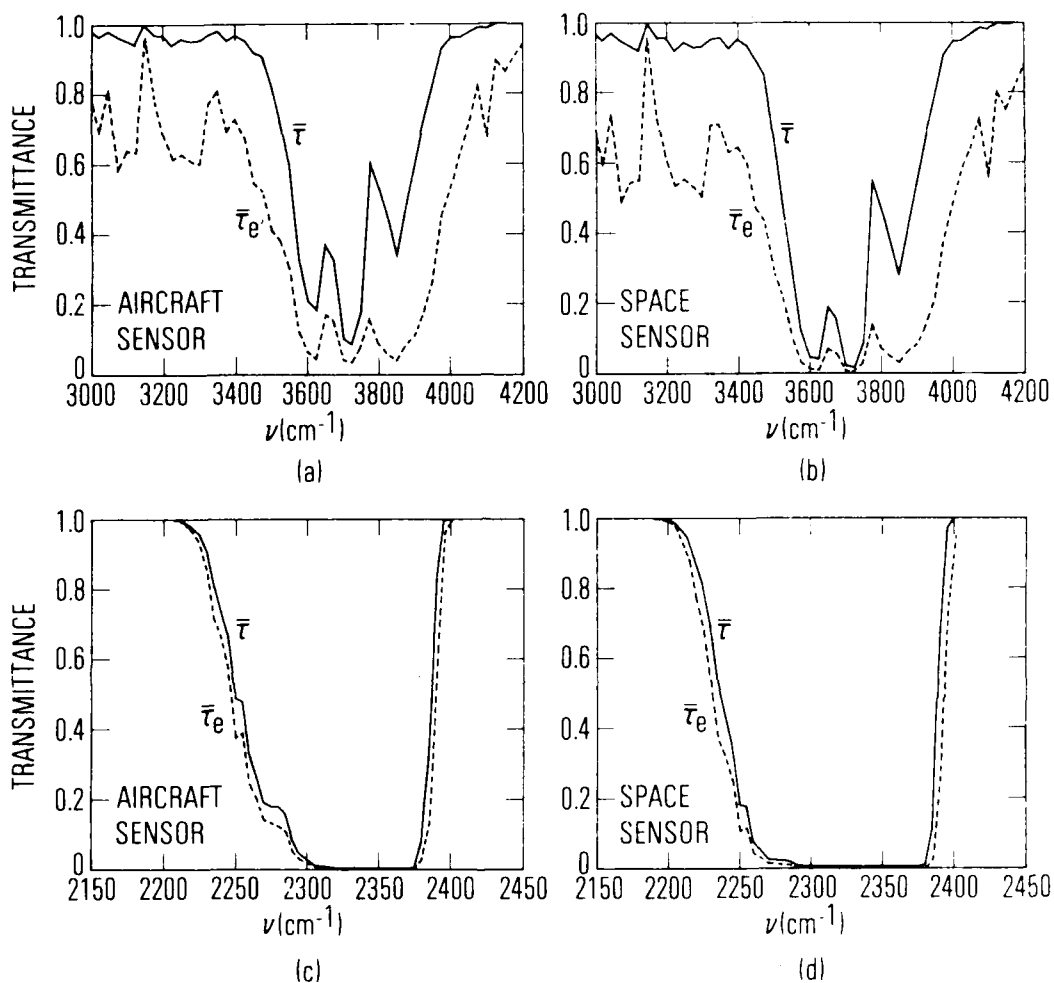 TRANSMITTANCE
1.0
0.8
0.6
0.4
0.2
0
τ̿
τ̿e
AIRCRAFT
SENSOR
3000 3200 3400 3600 3800 4000 4200
ν(cm-1)
(a)
1.0
0.8
0.6
0.4
0.2
0
τ̿
τ̿e
SPACE
SENSOR
3000 3200 3400 3600 3800 4000 4200
ν(cm-1)
(b)
TRANSMITTANCE
1.0
0.8
0.6
0.4
0.2
0
τ̿
τ̿e
AIRCRAFT
SENSOR
2150 2200 2250 2300 2350 2400 2450
ν(cm-1)
(c)
1.0
0.8
0.6
0.4
0.2
0
τ̿
τ̿e
SPACE
SENSOR
2150 2200 2250 2300 2350 2400 2450
ν(cm-1)
(d)